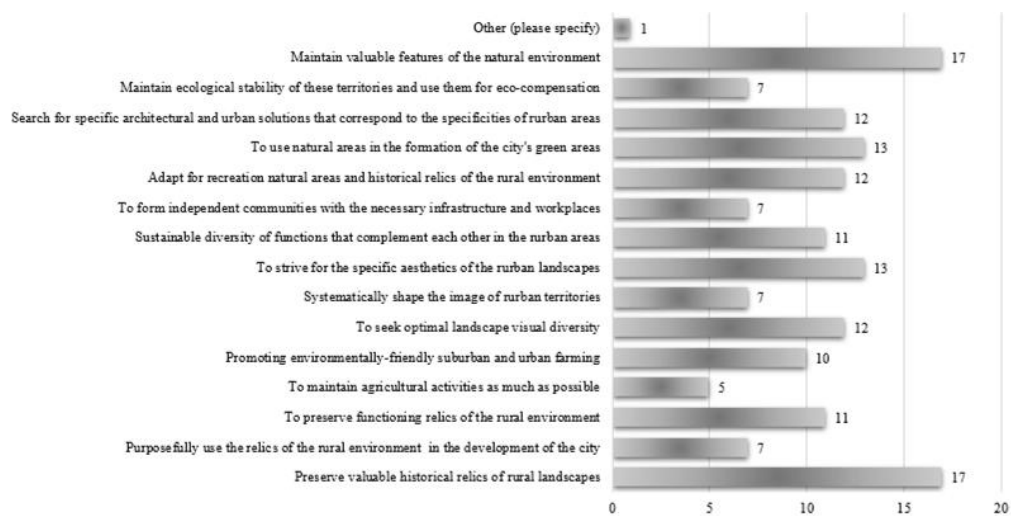 Other (please specify) 1
Maintain valuable features of the natural environment 17
Maintain ecological stability of these territories and use them for eco-compensation 7
Search for specific architectural and urban solutions that correspond to the specificities of rurban areas 12
To use natural areas in the formation of the city's green areas 13
Adapt for recreation natural areas and historical relics of the rural environment 12
To form independent communities with the necessary infrastructure and workplaces 7
Sustainable diversity of functions that complement each other in the rurban areas 11
To strive for the specific aesthetics of the rurban landscapes 13
Systematically shape the image of rurban territories 7
To seek optimal landscape visual diversity 12
Promoting environmentally-friendly suburban and urban farming 10
To maintain agricultural activities as much as possible 5
To preserve functioning relics of the rural environment 11
Purposefully use the relics of the rural environment in the development of the city 7
Preserve valuable historical relics of rural landscapes 17
0 5 10 15 20